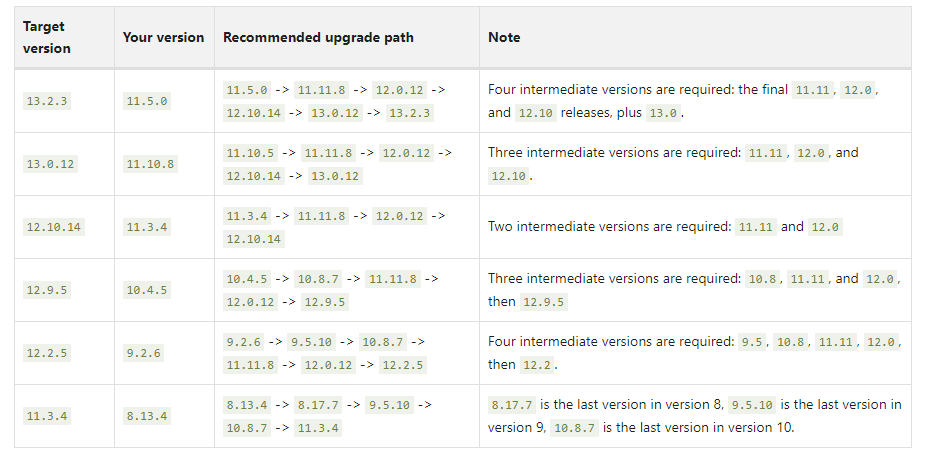 Target version
Your version
Recommended upgrade path
Note
13.2.3
11.5.0
11.5.0 -> 11.11.8 -> 12.0.12 ->
12.10.14 -> 13.0.12 -> 13.2.3
Four intermediate versions are required: the final 11.11, 12.0,
and 12.10 releases, plus 13.0.
13.0.12
11.10.8
11.10.5 -> 11.11.8 -> 12.0.12 ->
12.10.14 -> 13.0.12
Three intermediate versions are required: 11.11, 12.0, and
12.10.
12.10.14
11.3.4
11.3.4 -> 11.11.8 -> 12.0.12 ->
12.10.14
Two intermediate versions are required: 11.11 and 12.0
12.9.5
10.4.5
10.4.5 -> 10.8.7 -> 11.11.8 ->
12.0.12 -> 12.9.5
Three intermediate versions are required: 10.8, 11.11, and 12.0,
then 12.9.5
12.2.5
9.2.6
9.2.6 -> 9.5.10 -> 10.8.7 ->
11.11.8 -> 12.0.12 -> 12.2.5
Four intermediate versions are required: 9.5, 10.8, 11.11, 12.0,
then 12.2.
11.3.4
8.13.4
8.13.4 -> 8.17.7 -> 9.5.10 ->
10.8.7 -> 11.3.4
8.17.7 is the last version in version 8, 9.5.10 is the last version in
version 9, 10.8.7 is the last version in version 10.